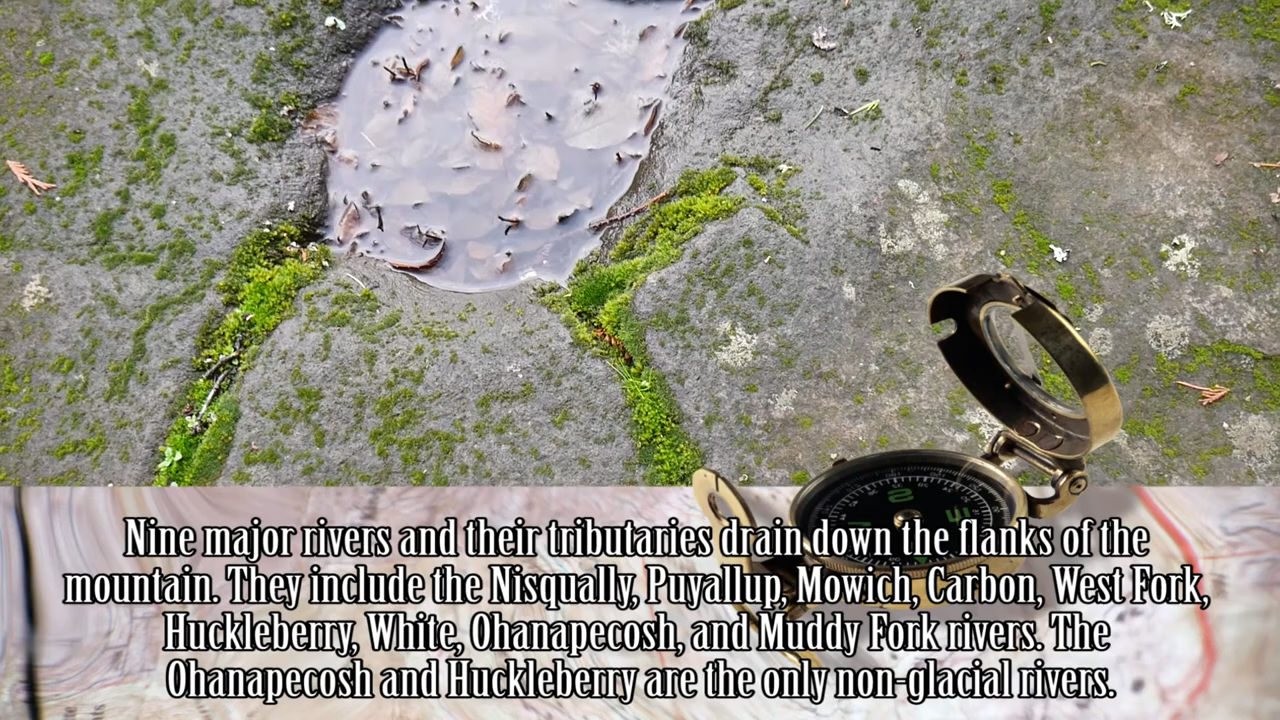 Nine major rivers and their tributaries drain down the flanks of the
mountain. They include the Nisqually, Puyallup, Mowich, Carbon, West Fork,
Huckleberry, White, Ohanapecosh, and Muddy Fork rivers. The
Ohanapecosh and Huckleberry are the only non-glacial rivers.